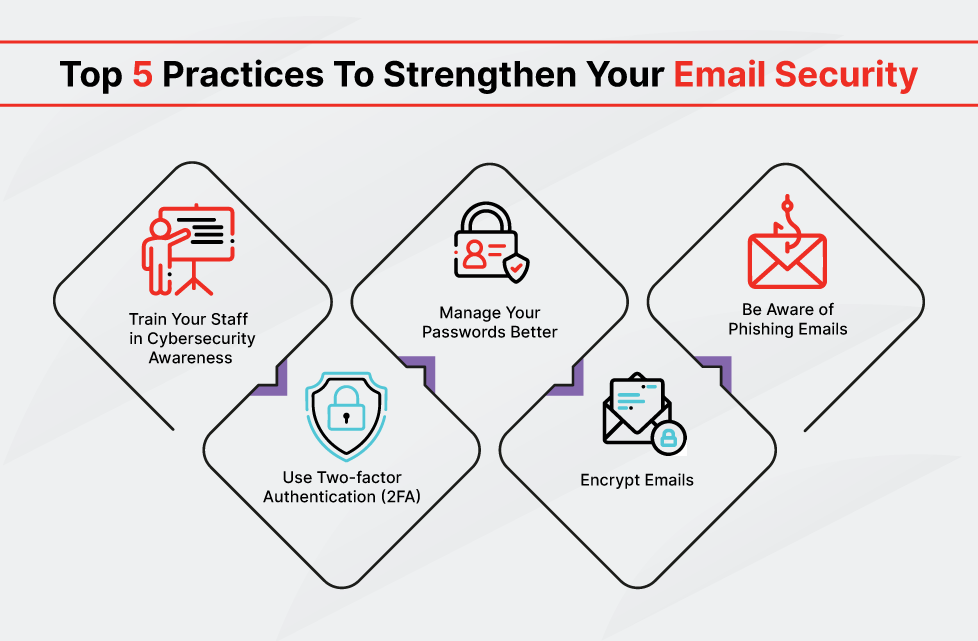 Top 5 Practices To Strengthen Your Email Security
Train Your Staff
in Cybersecurity
Awareness
Use Two-factor
Authentication (2FA)
Manage Your
Passwords Better
Encrypt Emails
Be Aware of
Phishing Emails